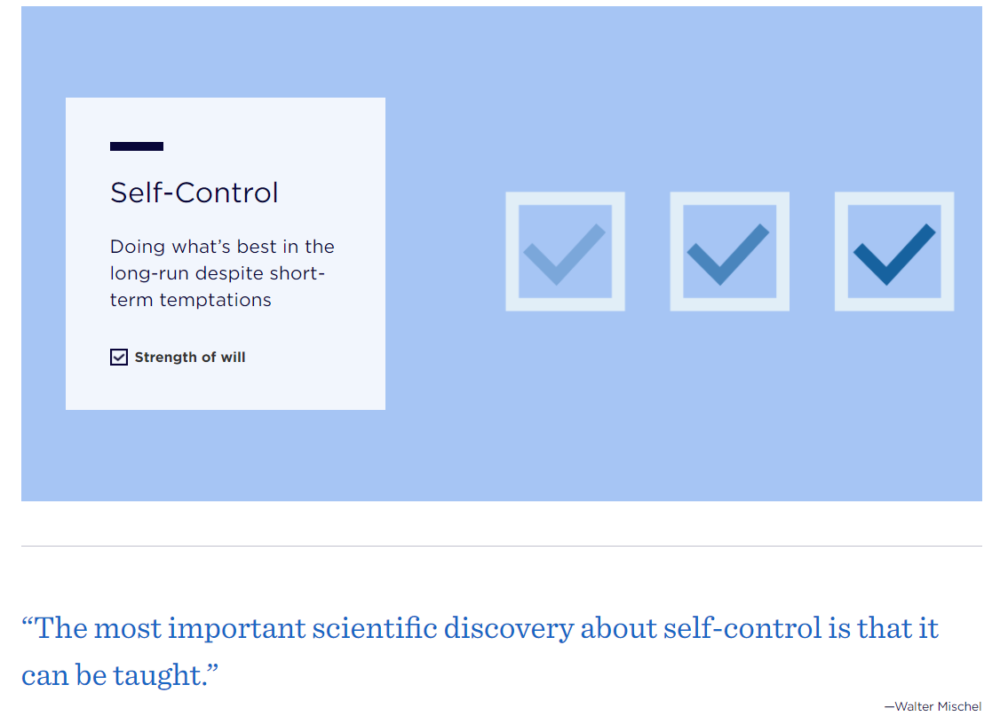 Self-Control
Doing what’s best in the
long-run despite short-
term temptations
Strength of will
“The most important scientific discovery about self-control is that it
can be taught.”
—Walter Mischel